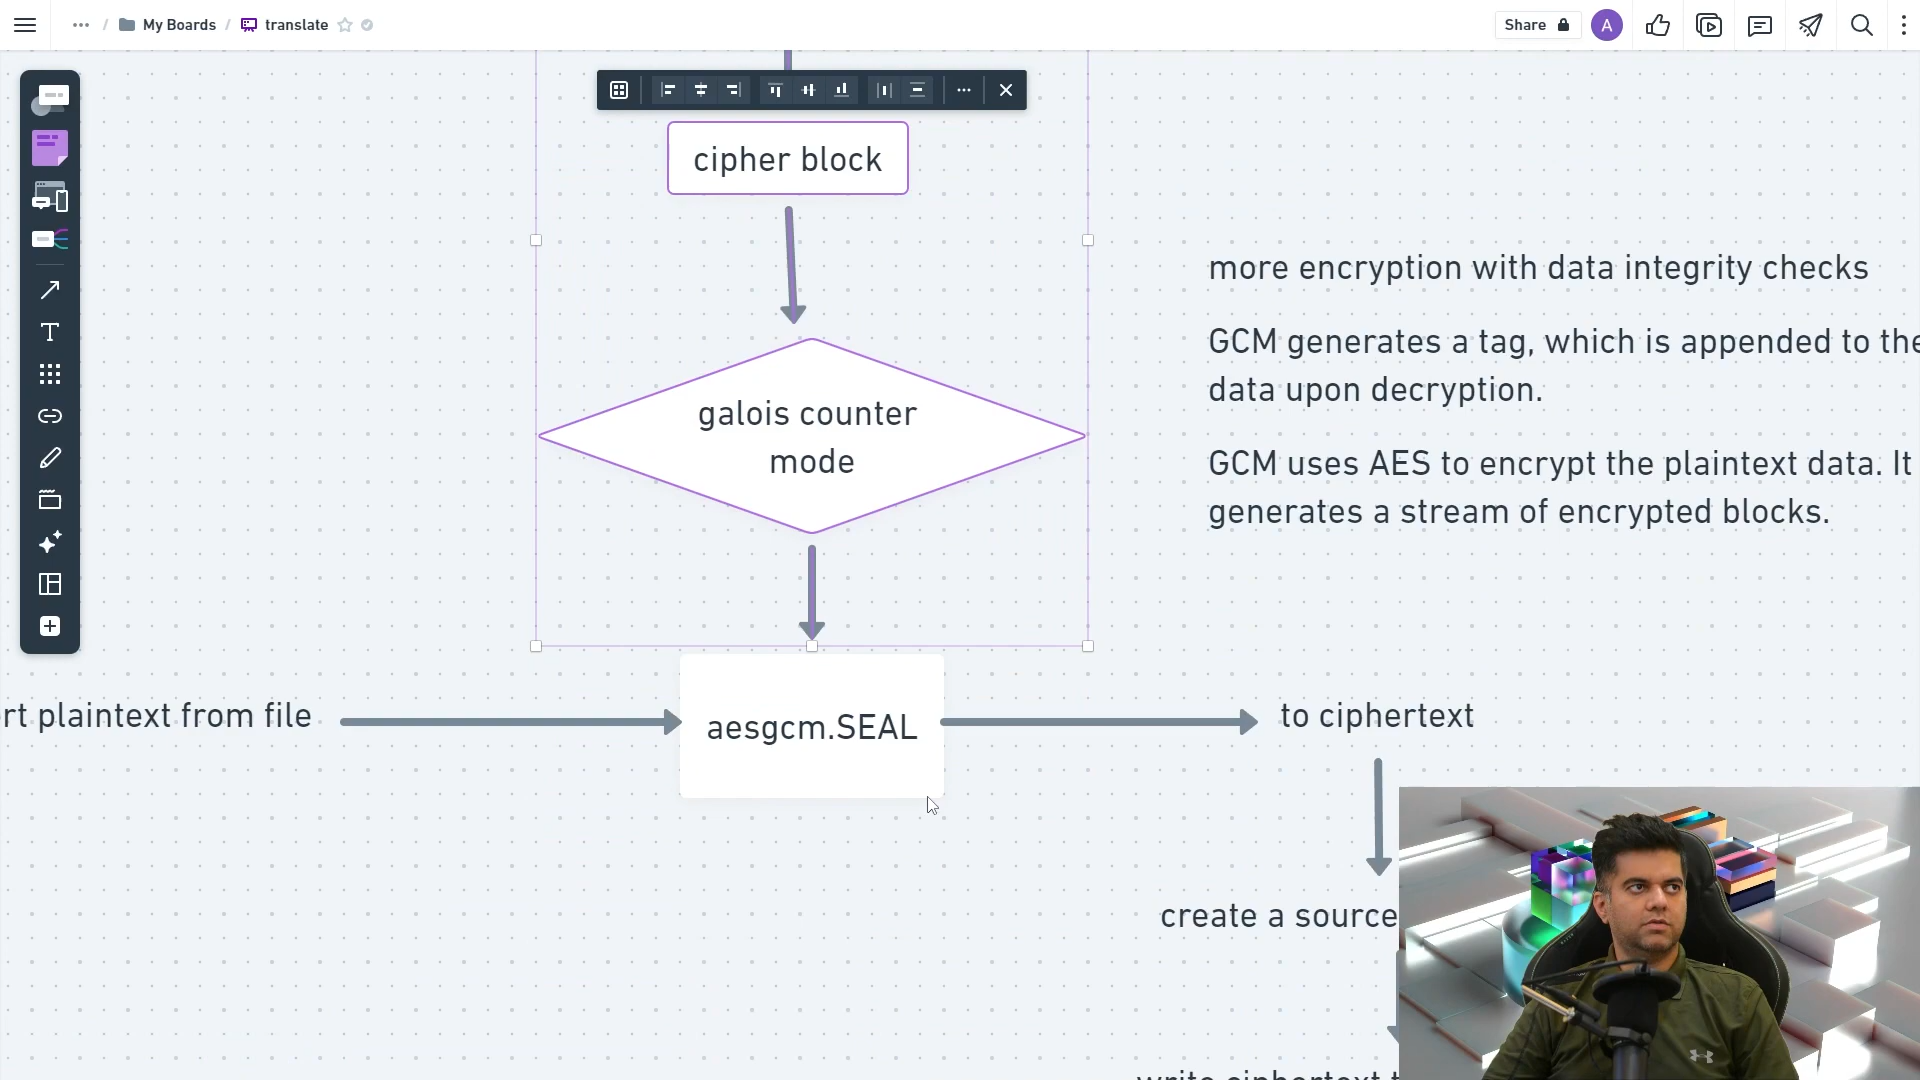 My Boards / translate
Share
A
cipher block
galois counter
mode
more encryption with data integrity checks
GCM generates a tag, which is appended to the
data upon decryption.
GCM uses AES to encrypt the plaintext data. It
generates a stream of encrypted blocks.
plaintext from file
aesgcm.SEAL
to ciphertext
create a source
write ciphertext